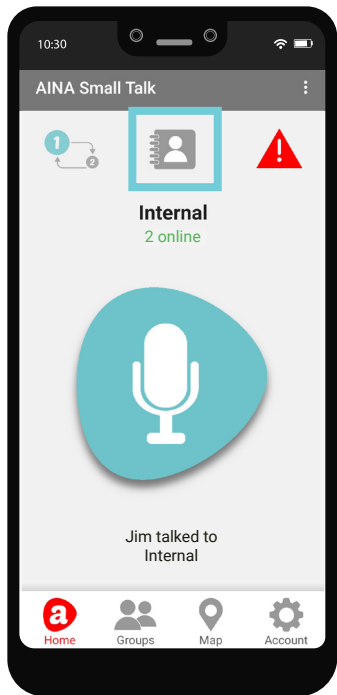 10:30
AINA Small Talk
1
2
Internal
2 online
Jim talked to
Internal
a
Home Groups Map Account